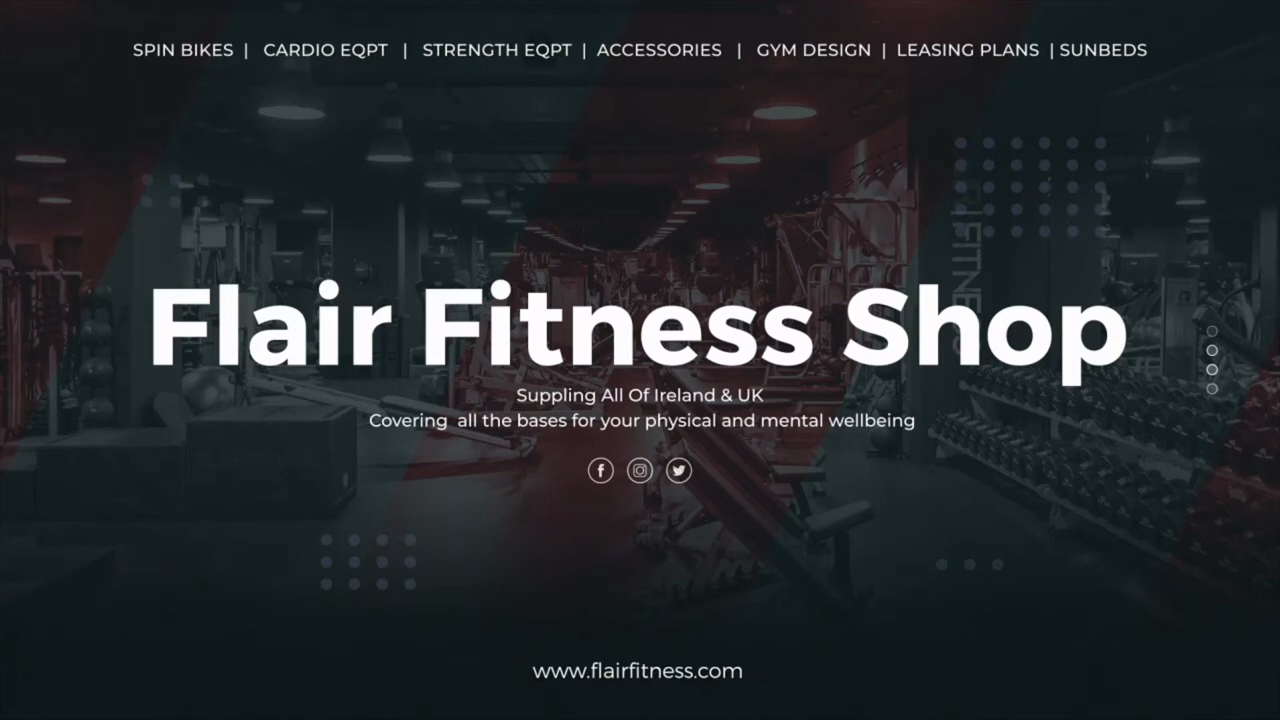 SPIN BIKES | CARDIO EQPT | STRENGTH EQPT | ACCESSORIES | GYM DESIGN | LEASING PLANS | SUNBEDS
Flair Fitness Shop
Suppling All Of Ireland & UK
Covering all the bases for your physical and mental wellbeing
www.flairfitness.com